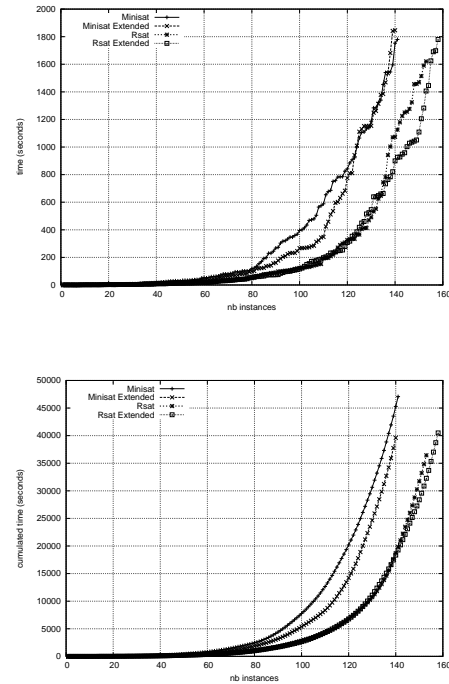 2000
1800
1600
1400
1200
1000
800
600
400
200
0
time (seconds)
Minisat
Minisat Extended
Rsat
Rsat Extended
0 20 40 60 80 100 120 140 160
nb instances
50000
45000
40000
35000
30000
25000
20000
15000
10000
5000
0
cumulated time (seconds)
Minisat
Minisat Extended
Rsat
Rsat Extended
0 20 40 60 80 100 120 140 160
nb instances